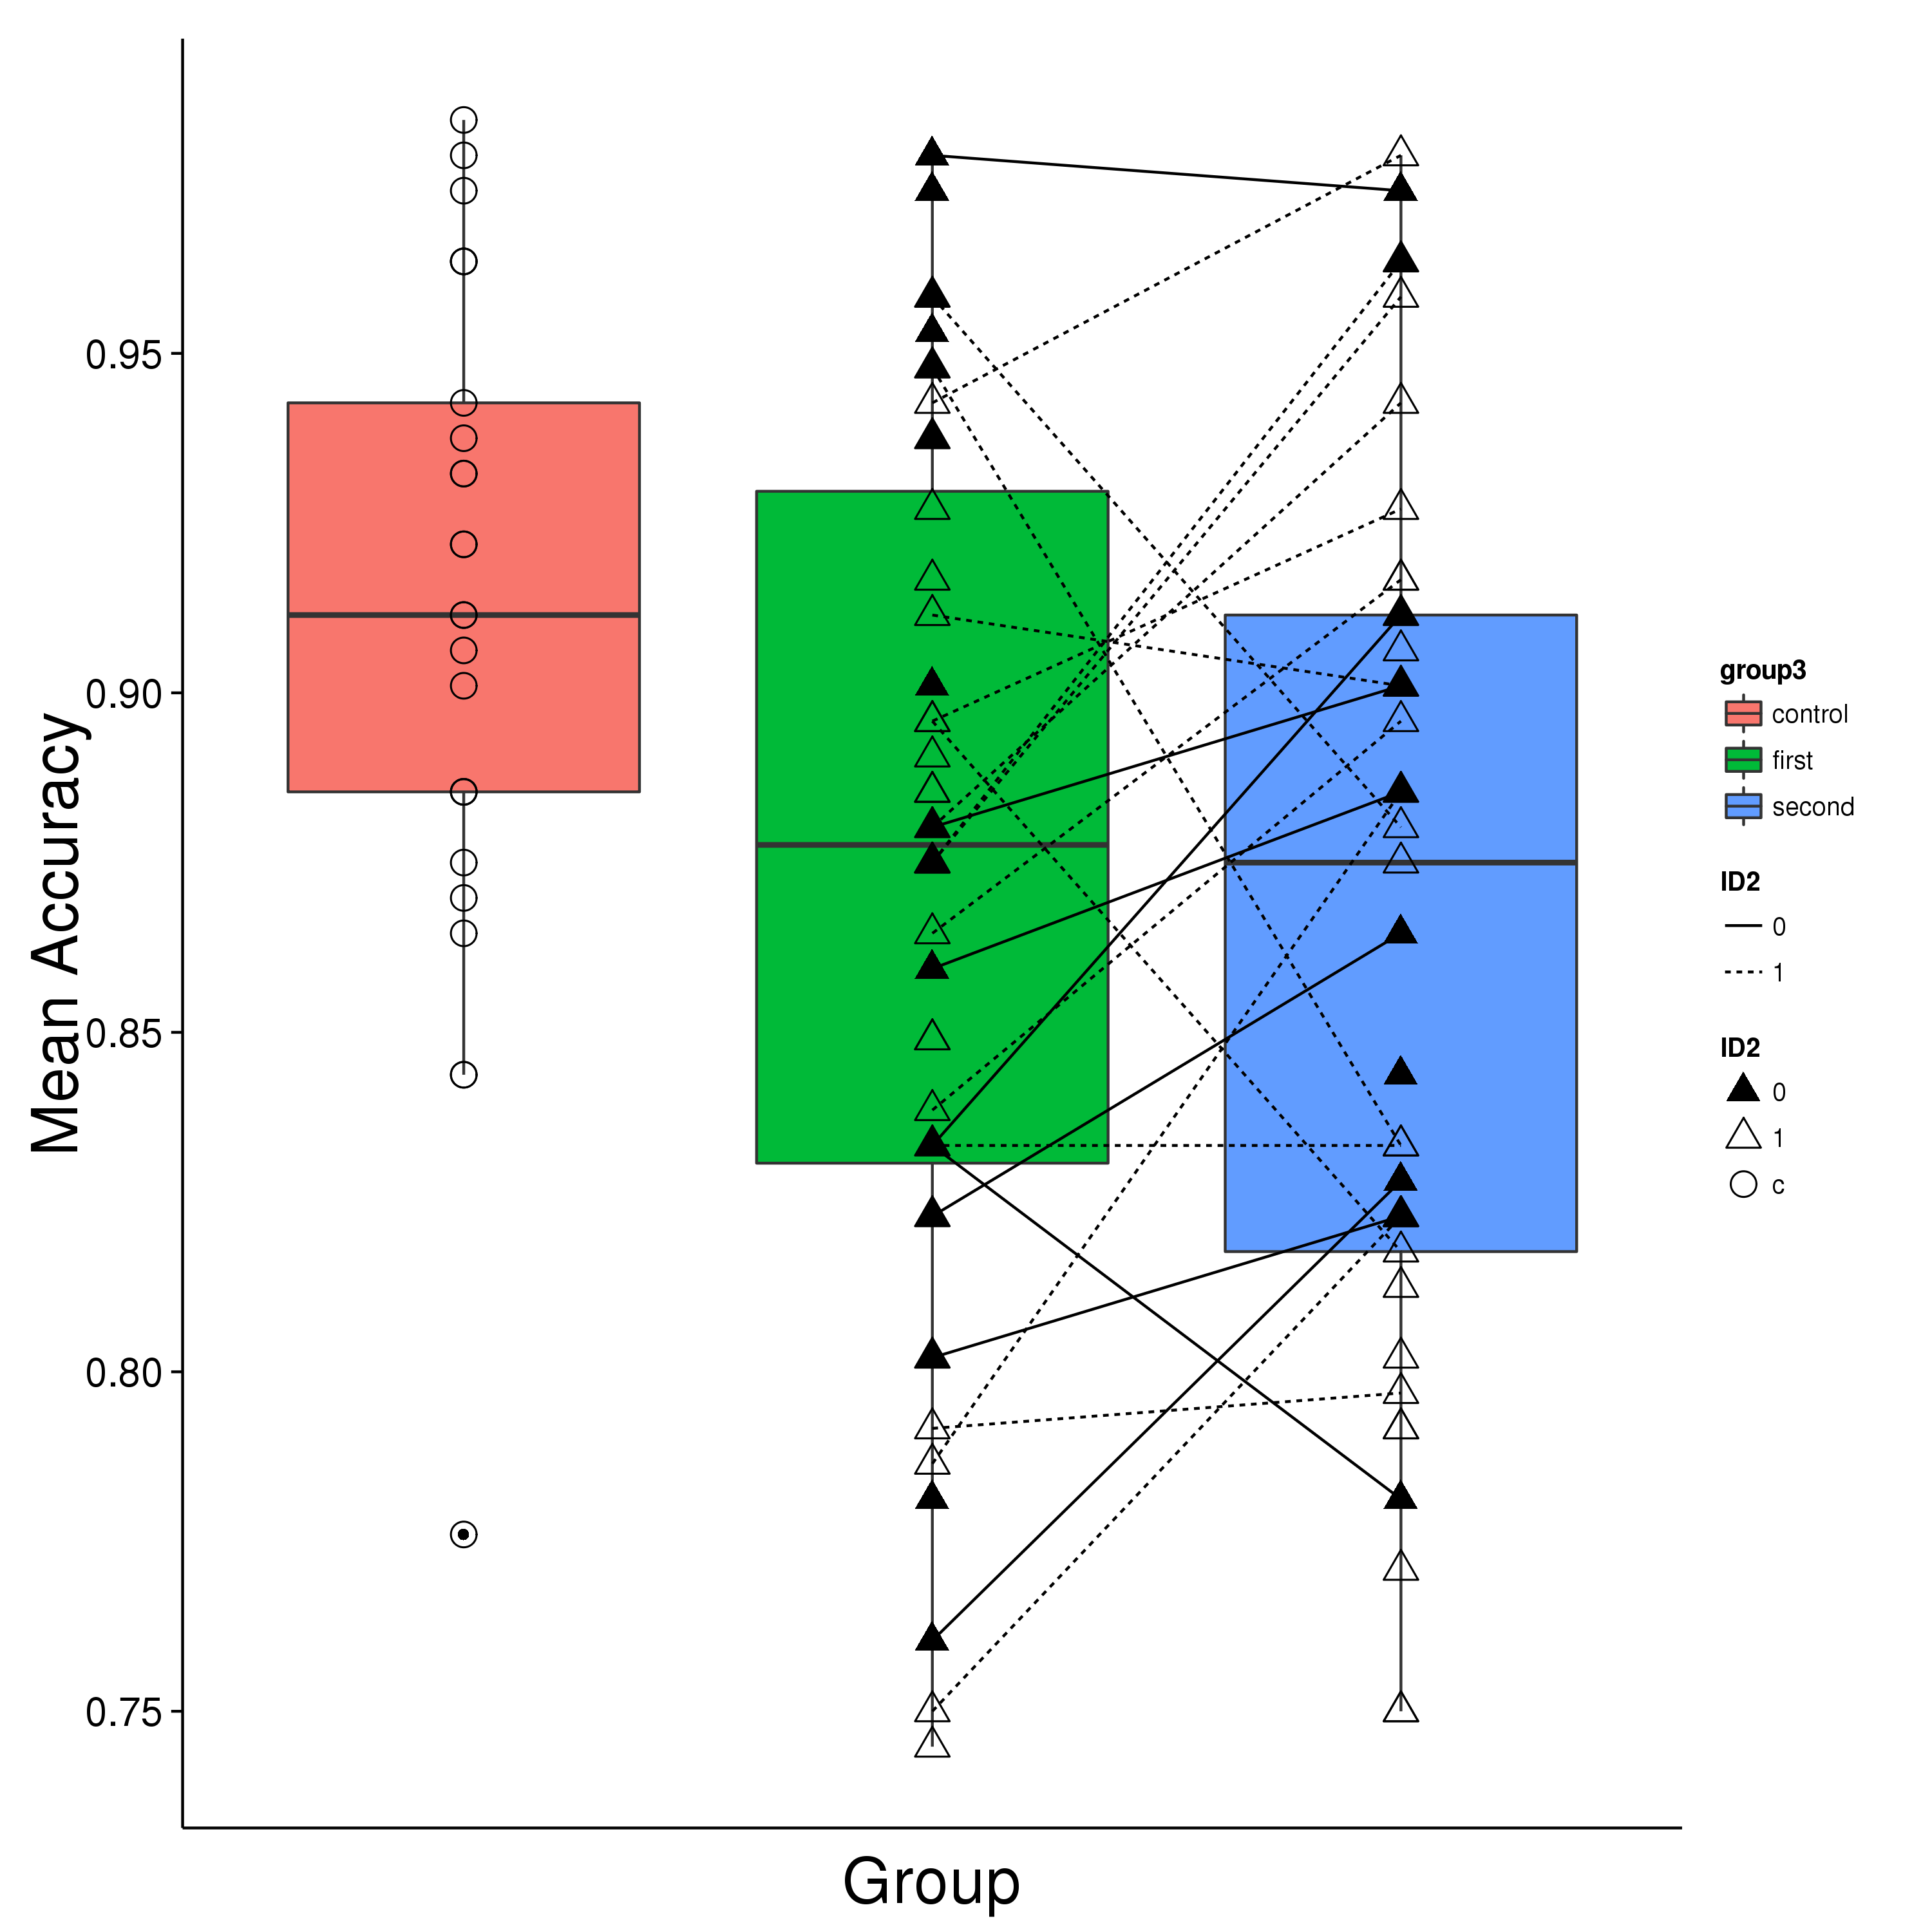 Mean Accuracy
0.95
0.90
0.85
0.80
0.75
Group
group3
control
first
second
ID2
0
1
ID2
0
1
c